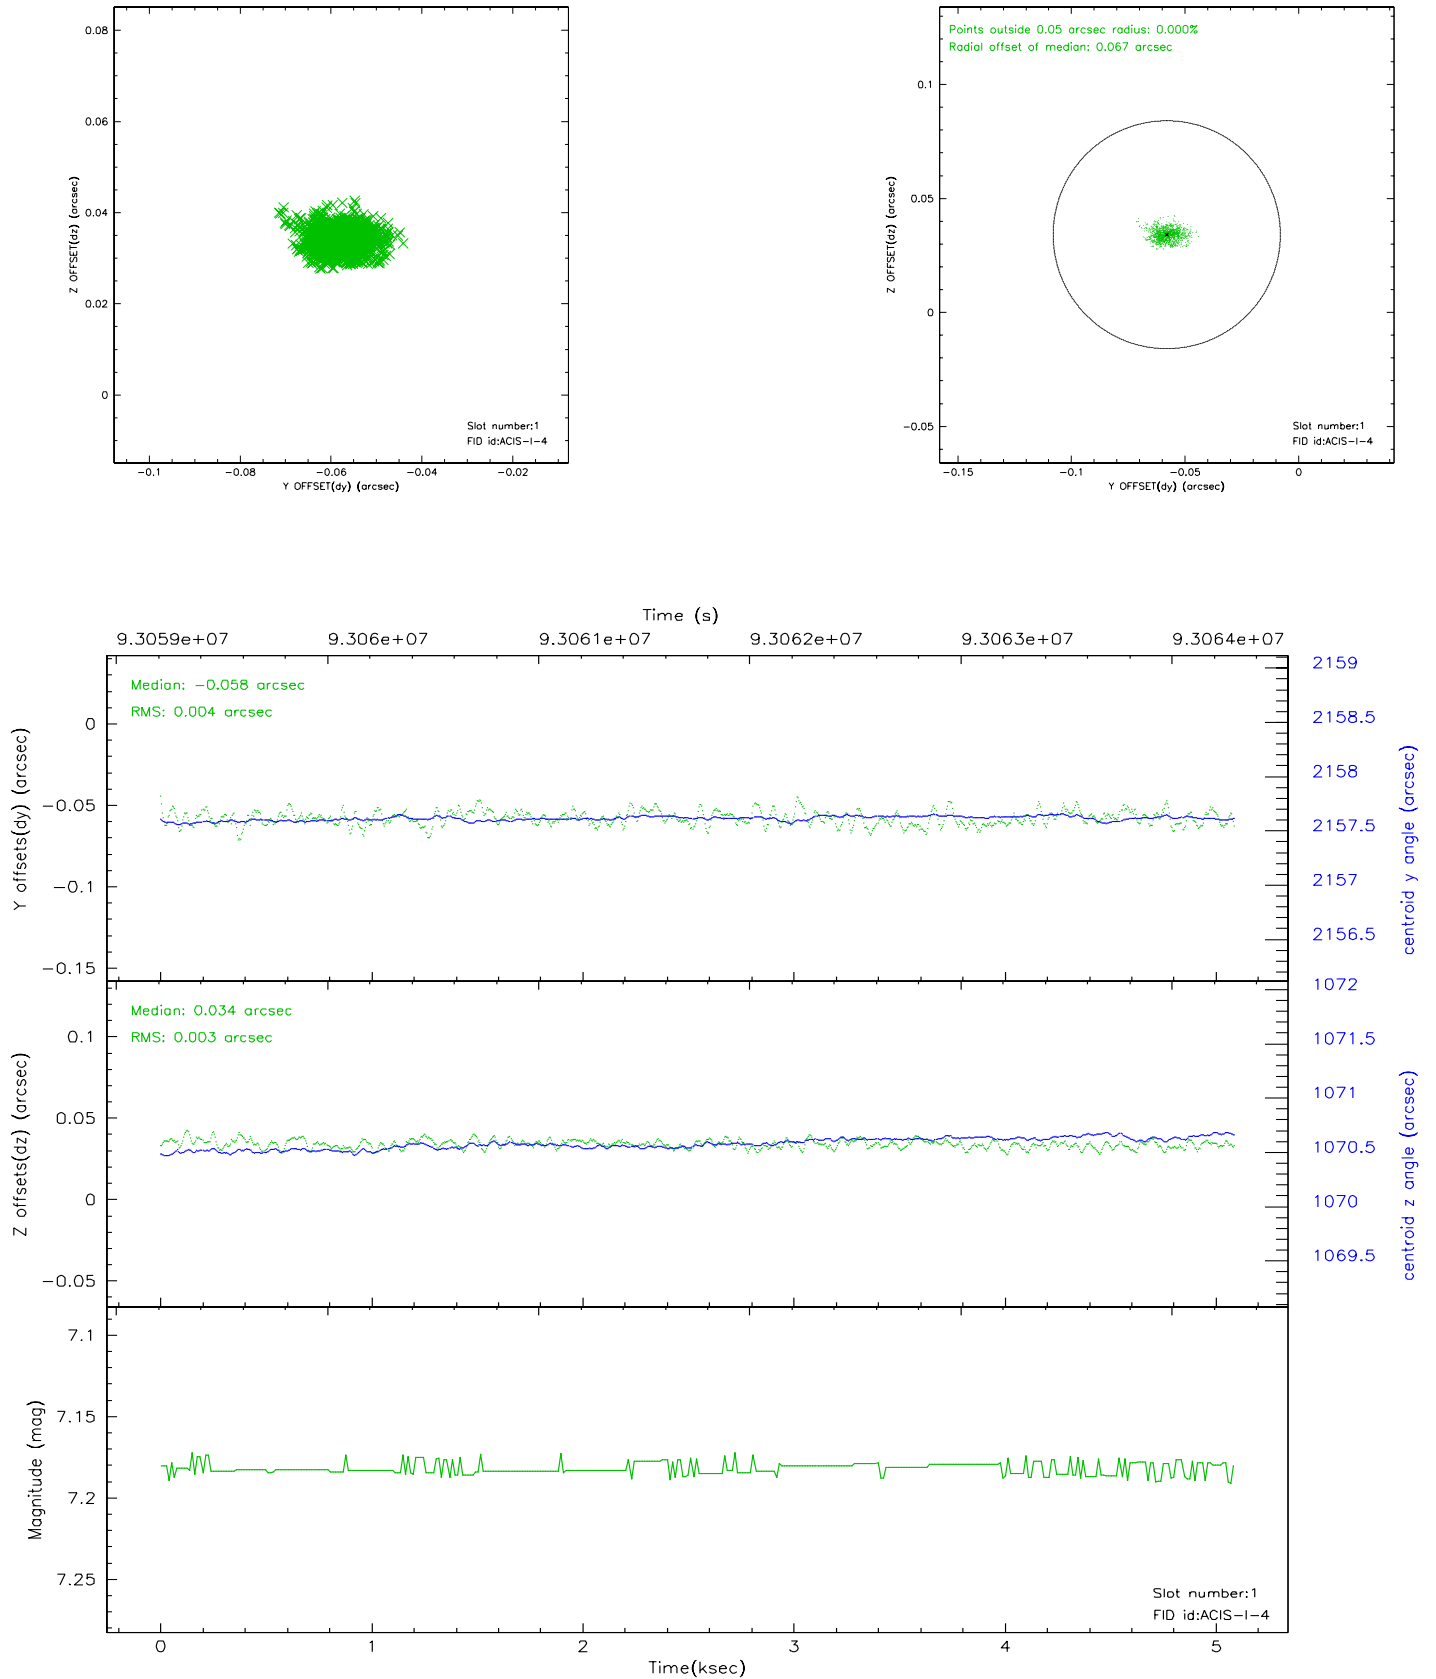 0.08
0.06
0.04
0.02
0
Z OFFSET(dz) (arcsec)
−0.1
−0.08
−0.06
−0.04
−0.02
Y OFFSET(dy) (arcsec)
Slot number:1
FID id:ACIS−I−4
Points outside 0.05 arcsec radius: 0.000%
Radial offset of median: 0.067 arcsec
0.1
0.05
0
−0.05
Z OFFSET(dz) (arcsec)
−0.15
−0.1
−0.05
0
Y OFFSET(dy) (arcsec)
Slot number:1
FID id:ACIS−I−4
Time (s)
9.3059e+07
9.306e+07
9.3061e+07
9.3062e+07
9.3063e+07
9.3064e+07
Median: −0.058 arcsec
RMS: 0.004 arcsec
0
−0.05
−0.1
−0.15
Y offsets(dy) (arcsec)
2159
2158.5
2158
2157.5
2157
2156.5
centroid y angle (arcsec)
Median: 0.034 arcsec
RMS: 0.003 arcsec
0.1
0.05
0
−0.05
Z offsets(dz) (arcsec)
1072
1071.5
1071
1070.5
1070
1069.5
centroid z angle (arcsec)
7.1
7.15
7.2
7.25
Magnitude (mag)
Slot number:1
FID id:ACIS−I−4
0
1
2
3
4
5
Time(ksec)